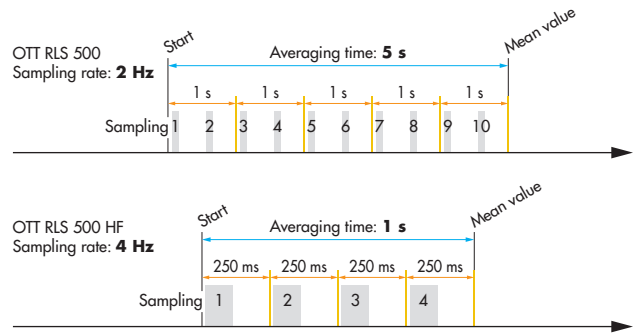 Start
Mean value
OTT RLS 500
Averaging time: 5 s
Sampling rate: 2 Hz
1 s 1 s 1 s 1 s 1 s
Sampling 1 2 3 4 5 6 7 8 9 10
Start
Mean value
OTT RLS 500 HF
Averaging time: 1 s
Sampling rate: 4 Hz
250 ms 250 ms 250 ms 250 ms
Sampling 1 2 3 4